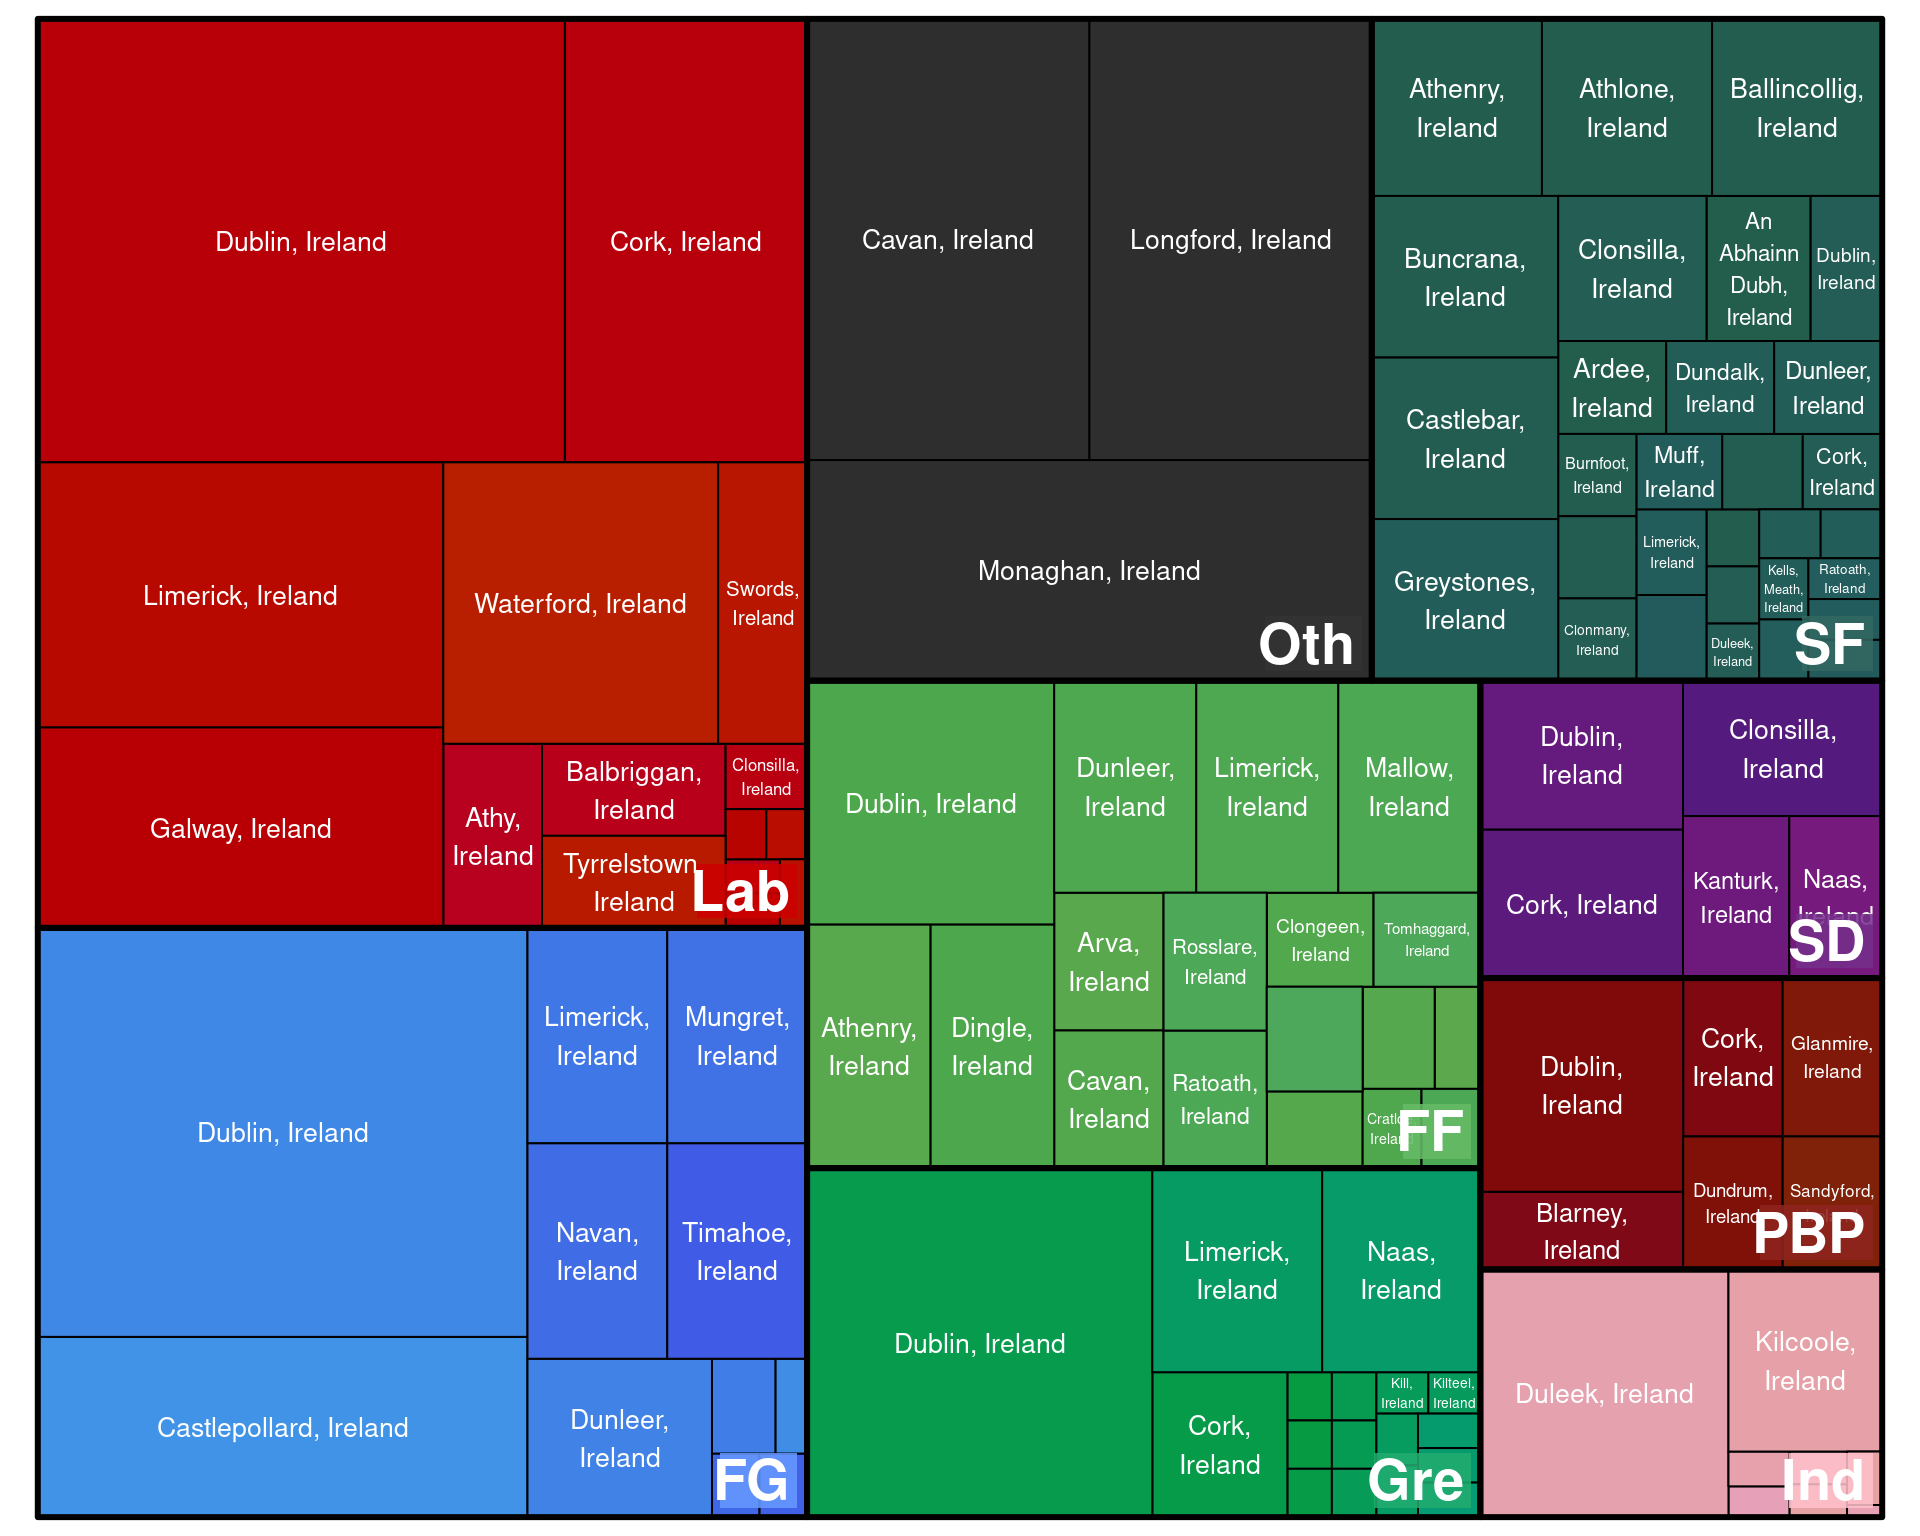 Dublin, Ireland
Cork, Ireland
Limerick, Ireland
Waterford, Ireland
Swords,
Ireland
Galway, Ireland
Athy,
Ireland
Balbriggan,
Ireland
Tyrrelstown
Ireland
Clonsilla,
Ireland
Lab
Cavan, Ireland
Longford, Ireland
Monaghan, Ireland
Oth
Athenry,
Ireland
Athlone,
Ireland
Ballincollig,
Ireland
Buncrana,
Ireland
Clonsilla,
Ireland
An
Abhainn
Dubh,
Ireland
Dublin,
Ireland
Castlebar,
Ireland
Ardee,
Ireland
Dundalk,
Ireland
Dunleer,
Ireland
Burnfoot,
Ireland
Muff,
Ireland
Cork,
Ireland
Greystones,
Ireland
Limerick,
Ireland
Kells,
Meath,
Ireland
Ratoath,
Ireland
Clonmany,
Ireland
Duleek,
Ireland
SF
Dublin, Ireland
Castlepollard, Ireland
Limerick,
Ireland
Mungret,
Ireland
Navan,
Ireland
Timahoe,
Ireland
Dunleer,
Ireland
FG
Dublin, Ireland
Dunleer,
Ireland
Limerick,
Ireland
Mallow,
Ireland
Athenry,
Ireland
Dingle,
Ireland
Arva,
Ireland
Rosslare,
Ireland
Clongeen,
Ireland
Tomhaggard,
Ireland
Cavan,
Ireland
Ratoath,
Ireland
Ireland
FF
Dublin, Ireland
Limerick,
Ireland
Naas,
Ireland
Cork,
Ireland
Kill,
Ireland
Kilteel,
Ireland
Gre
Dublin,
Ireland
Clonsilla,
Ireland
Cork, Ireland
Kanturk,
Ireland
Naas,
Ireland
SD
Dublin,
Ireland
Cork,
Ireland
Glanmire,
Ireland
Blarney,
Ireland
Dundrum,
Ireland
Sandyford,
PBP
Duleek, Ireland
Kilcoole,
Ireland
Ind